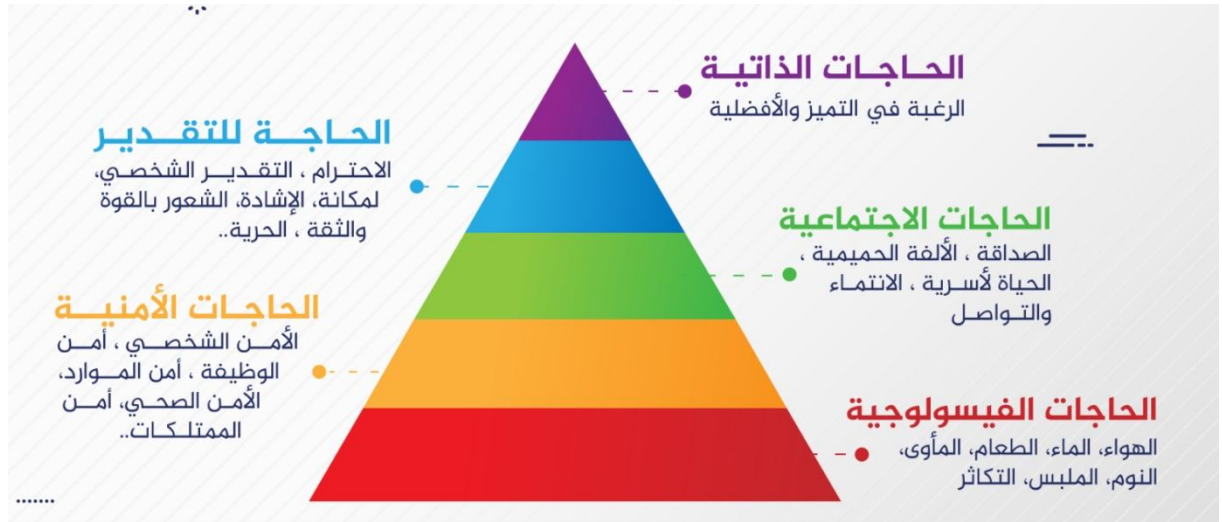 الحاجات الذاتية
الرغبة في التميز والأفضلية
الحاجة للتقدير
الاحترام ، التقدير الشخصي،
لمكانة، الإشادة، الشعور بالقوة
والثقة ، الحرية..
الحاجات الاجتماعية
الصداقة ، الألفة الحميمية ،
الحياة لأسرية ، الانتماء
والتواصل
الحاجات الأمنية
الأمن الشخصي ، أمن
الوظيفة ، أمن الموارد،
الأمن الصحي، أمن
الممتلكات..
الحاجات الفيسولوجية
الهواء، الماء، الطعام، المأوى،
النوم، الملبس، التكاثر